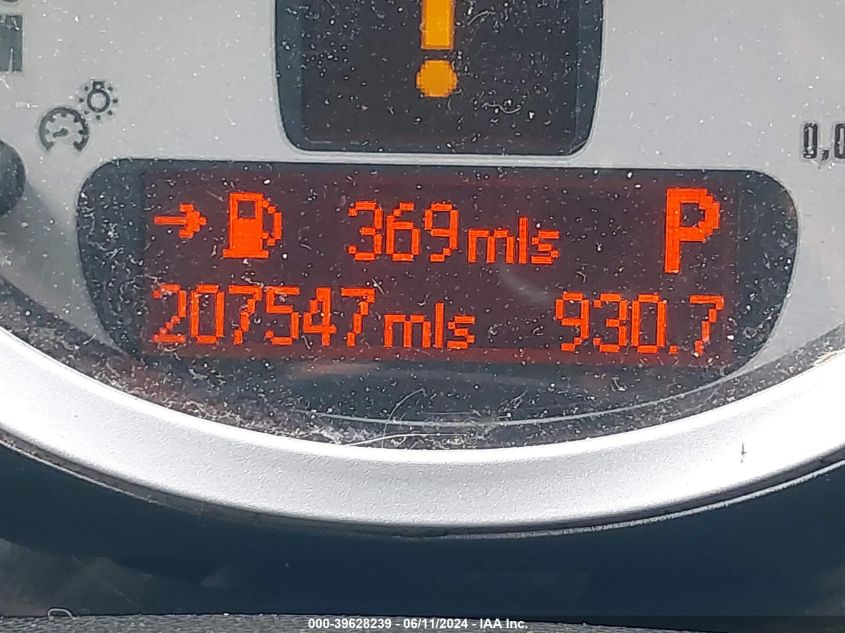 !
0,0
→ 369 mls P
207547 mls 930.7
000-39628239 - 06/11/2024 - IAA Inc.